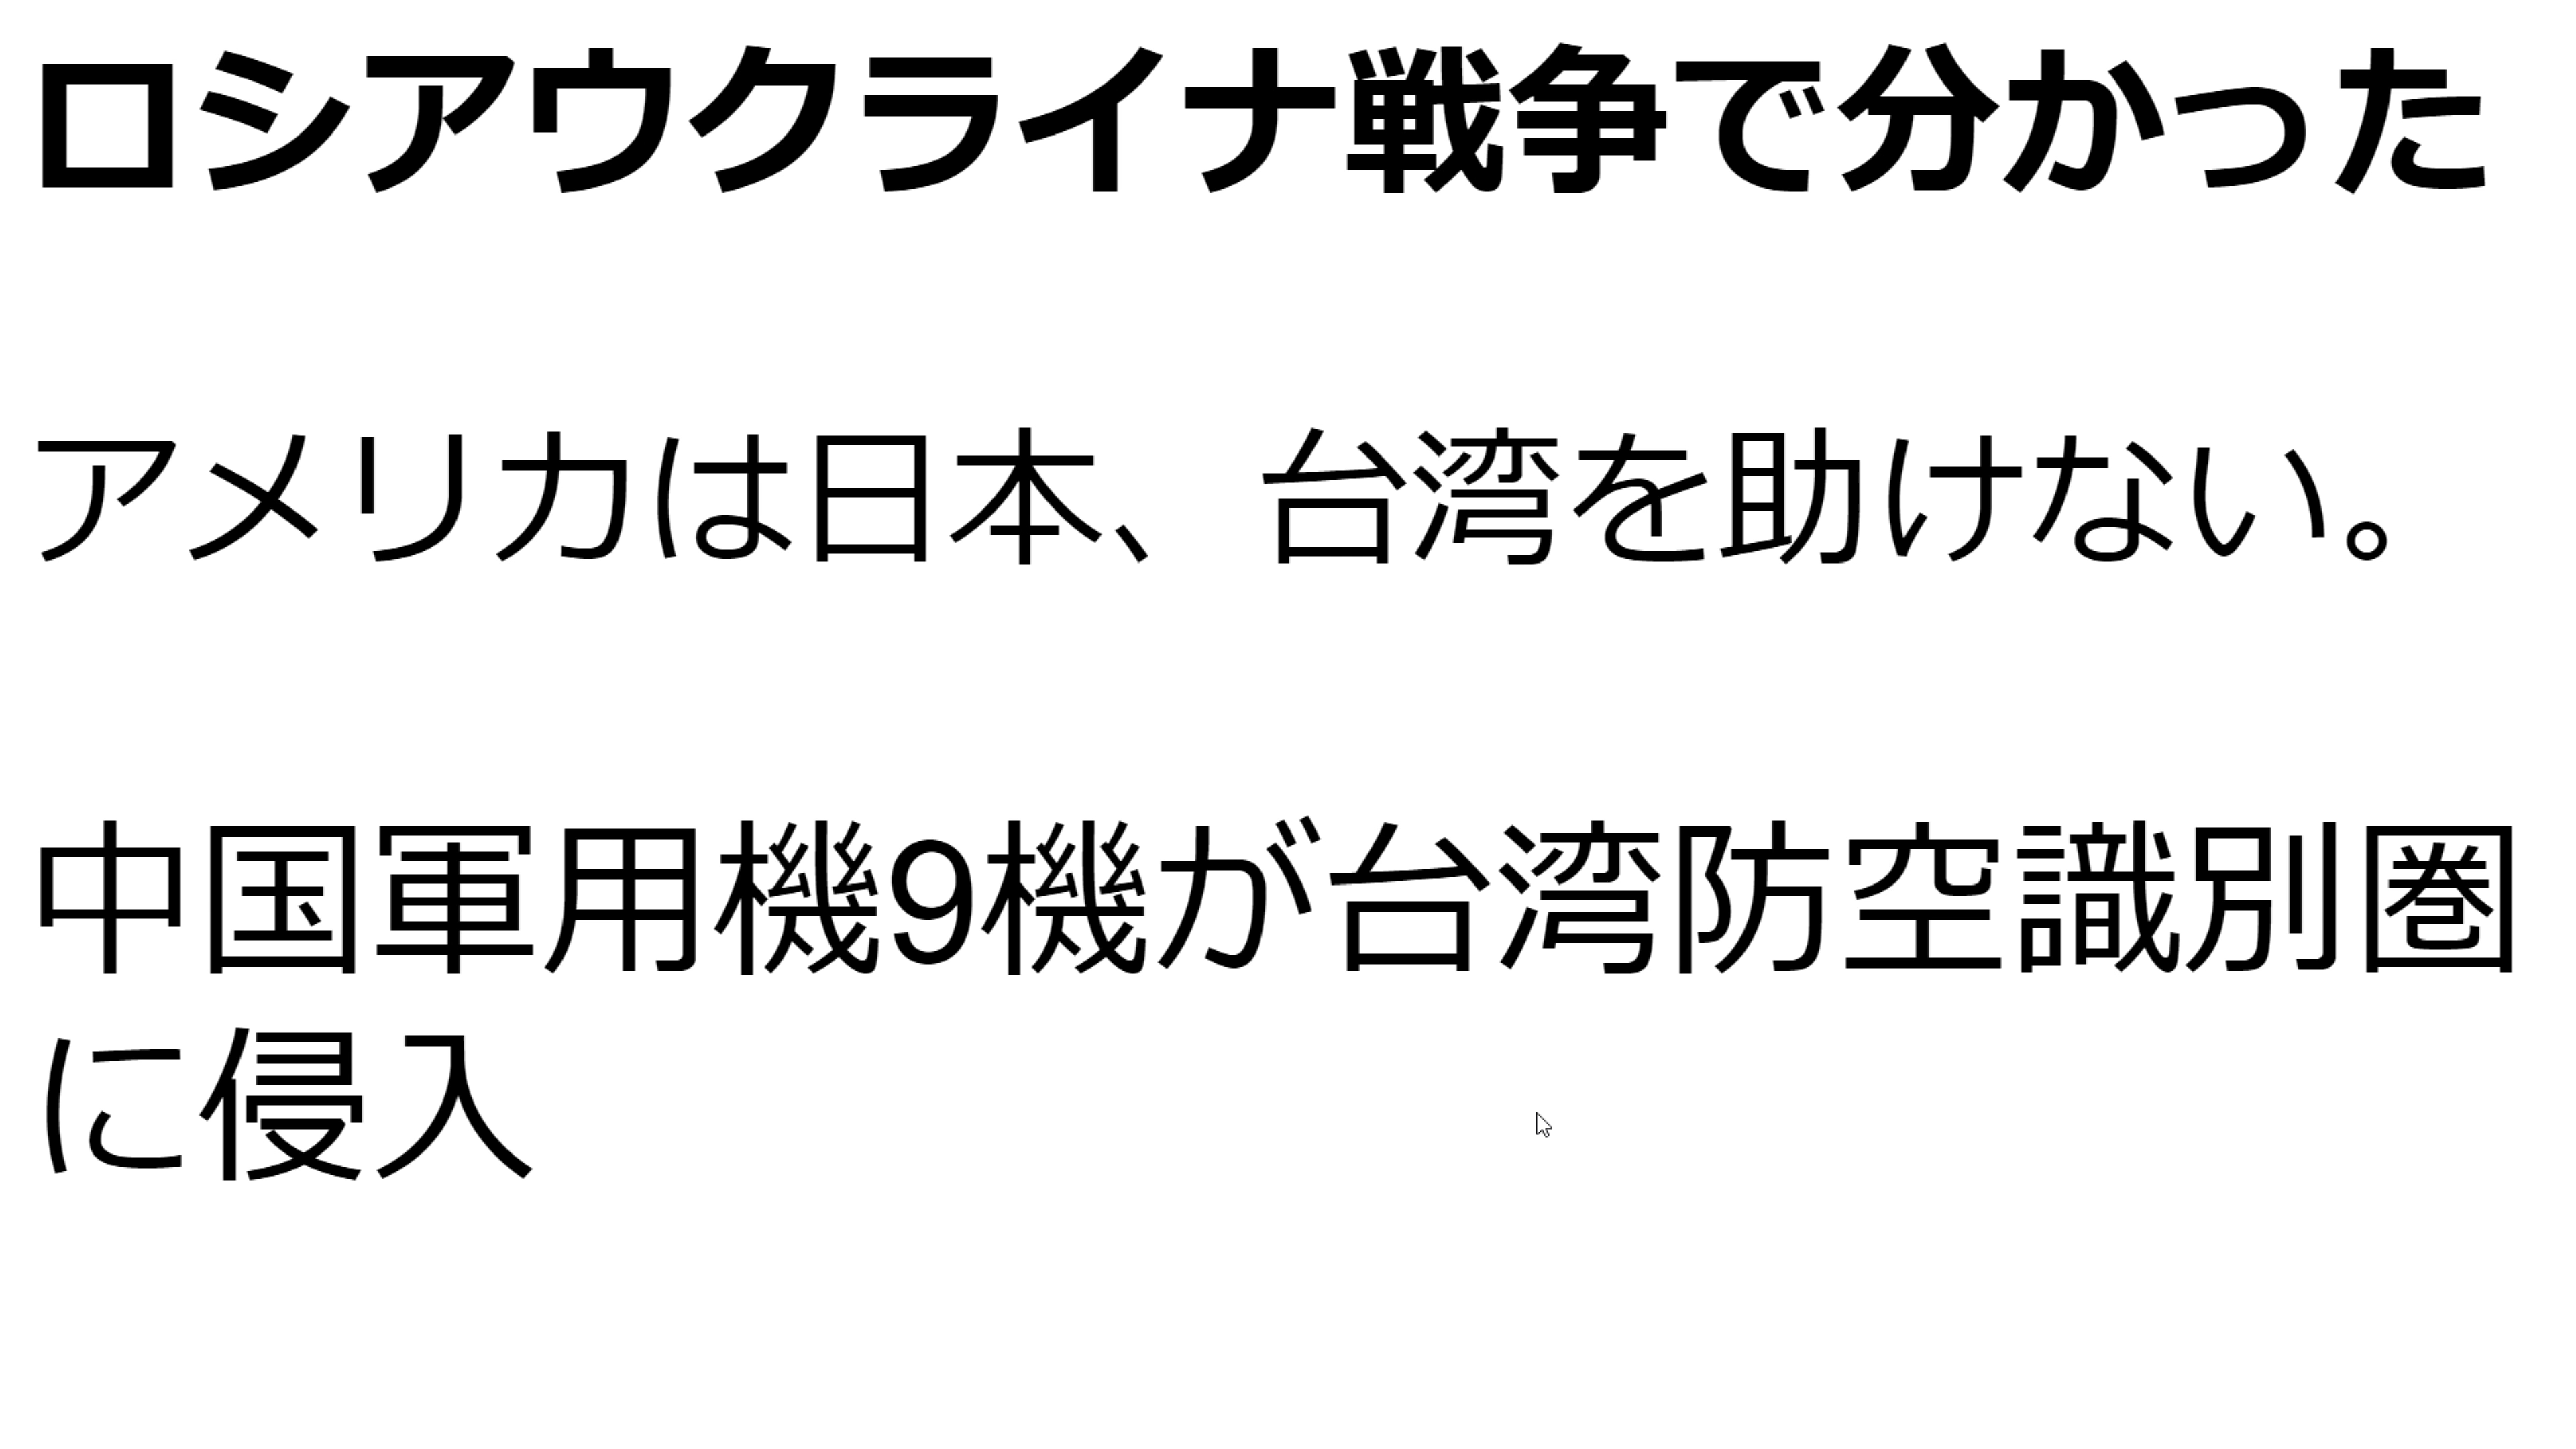 ロシアウクライナ戦争で分かった
アメリカは日本、台湾を助けない。
中国軍用機9機が台湾防空識別圏
に侵入